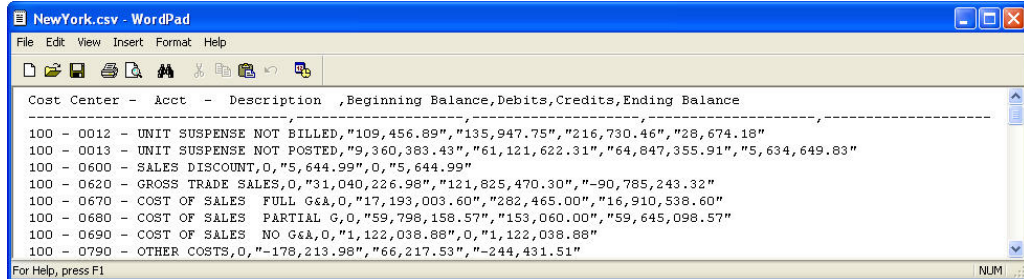 NewYork.csv - WordPad
File Edit View Insert Format Help
Cost Center - Acct - Description ,Beginning Balance,Debits,Credits,Ending Balance
--------------------------------,---------------------,---------------------,---------------------,---------------------
100 - 0012 - UNIT SUSPENSE NOT BILLED,"109,456.89","135,947.75","216,730.46","28,674.18"
100 - 0013 - UNIT SUSPENSE NOT POSTED,"9,360,383.43","61,121,622.31","64,847,355.91","5,634,649.83"
100 - 0600 - SALES DISCOUNT,0,"5,644.99",0,"5,644.99"
100 - 0620 - GROSS TRADE SALES,0,"31,040,226.98","121,825,470.30","-90,785,243.32"
100 - 0670 - COST OF SALES  FULL G&A,0,"17,193,003.60","282,465.00","16,910,538.60"
100 - 0680 - COST OF SALES  PARTIAL G,0,"59,798,158.57","153,060.00","59,645,098.57"
100 - 0690 - COST OF SALES  NO G&A,0,"1,122,038.88",0,"1,122,038.88"
100 - 0790 - OTHER COSTS,0,"-178,213.98","66,217.53","-244,431.51"
For Help, press F1 NUM